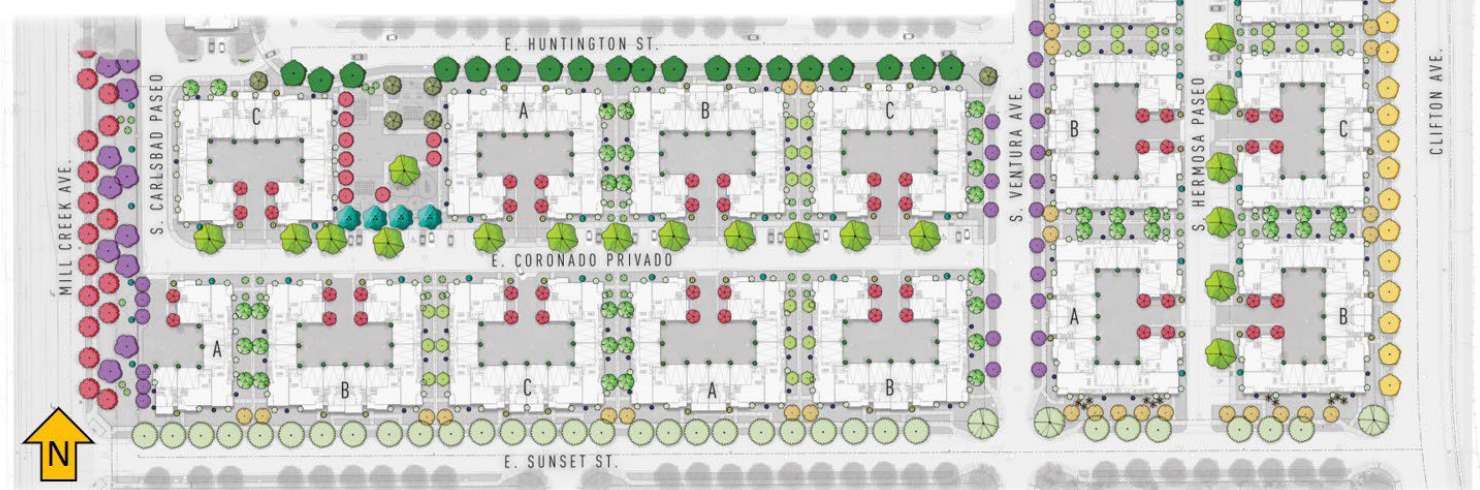 E. HUNTINGTON ST.
C
A
B
C
B
C
MILL CREEK AVE.
S. CARLSBAD PASEO
S. VENTURA AVE.
S. HERMOSA PASEO
CLIFTON AVE.
E. CORONADO PRIVADO
A
B
C
A
B
A
B
N
E. SUNSET ST.